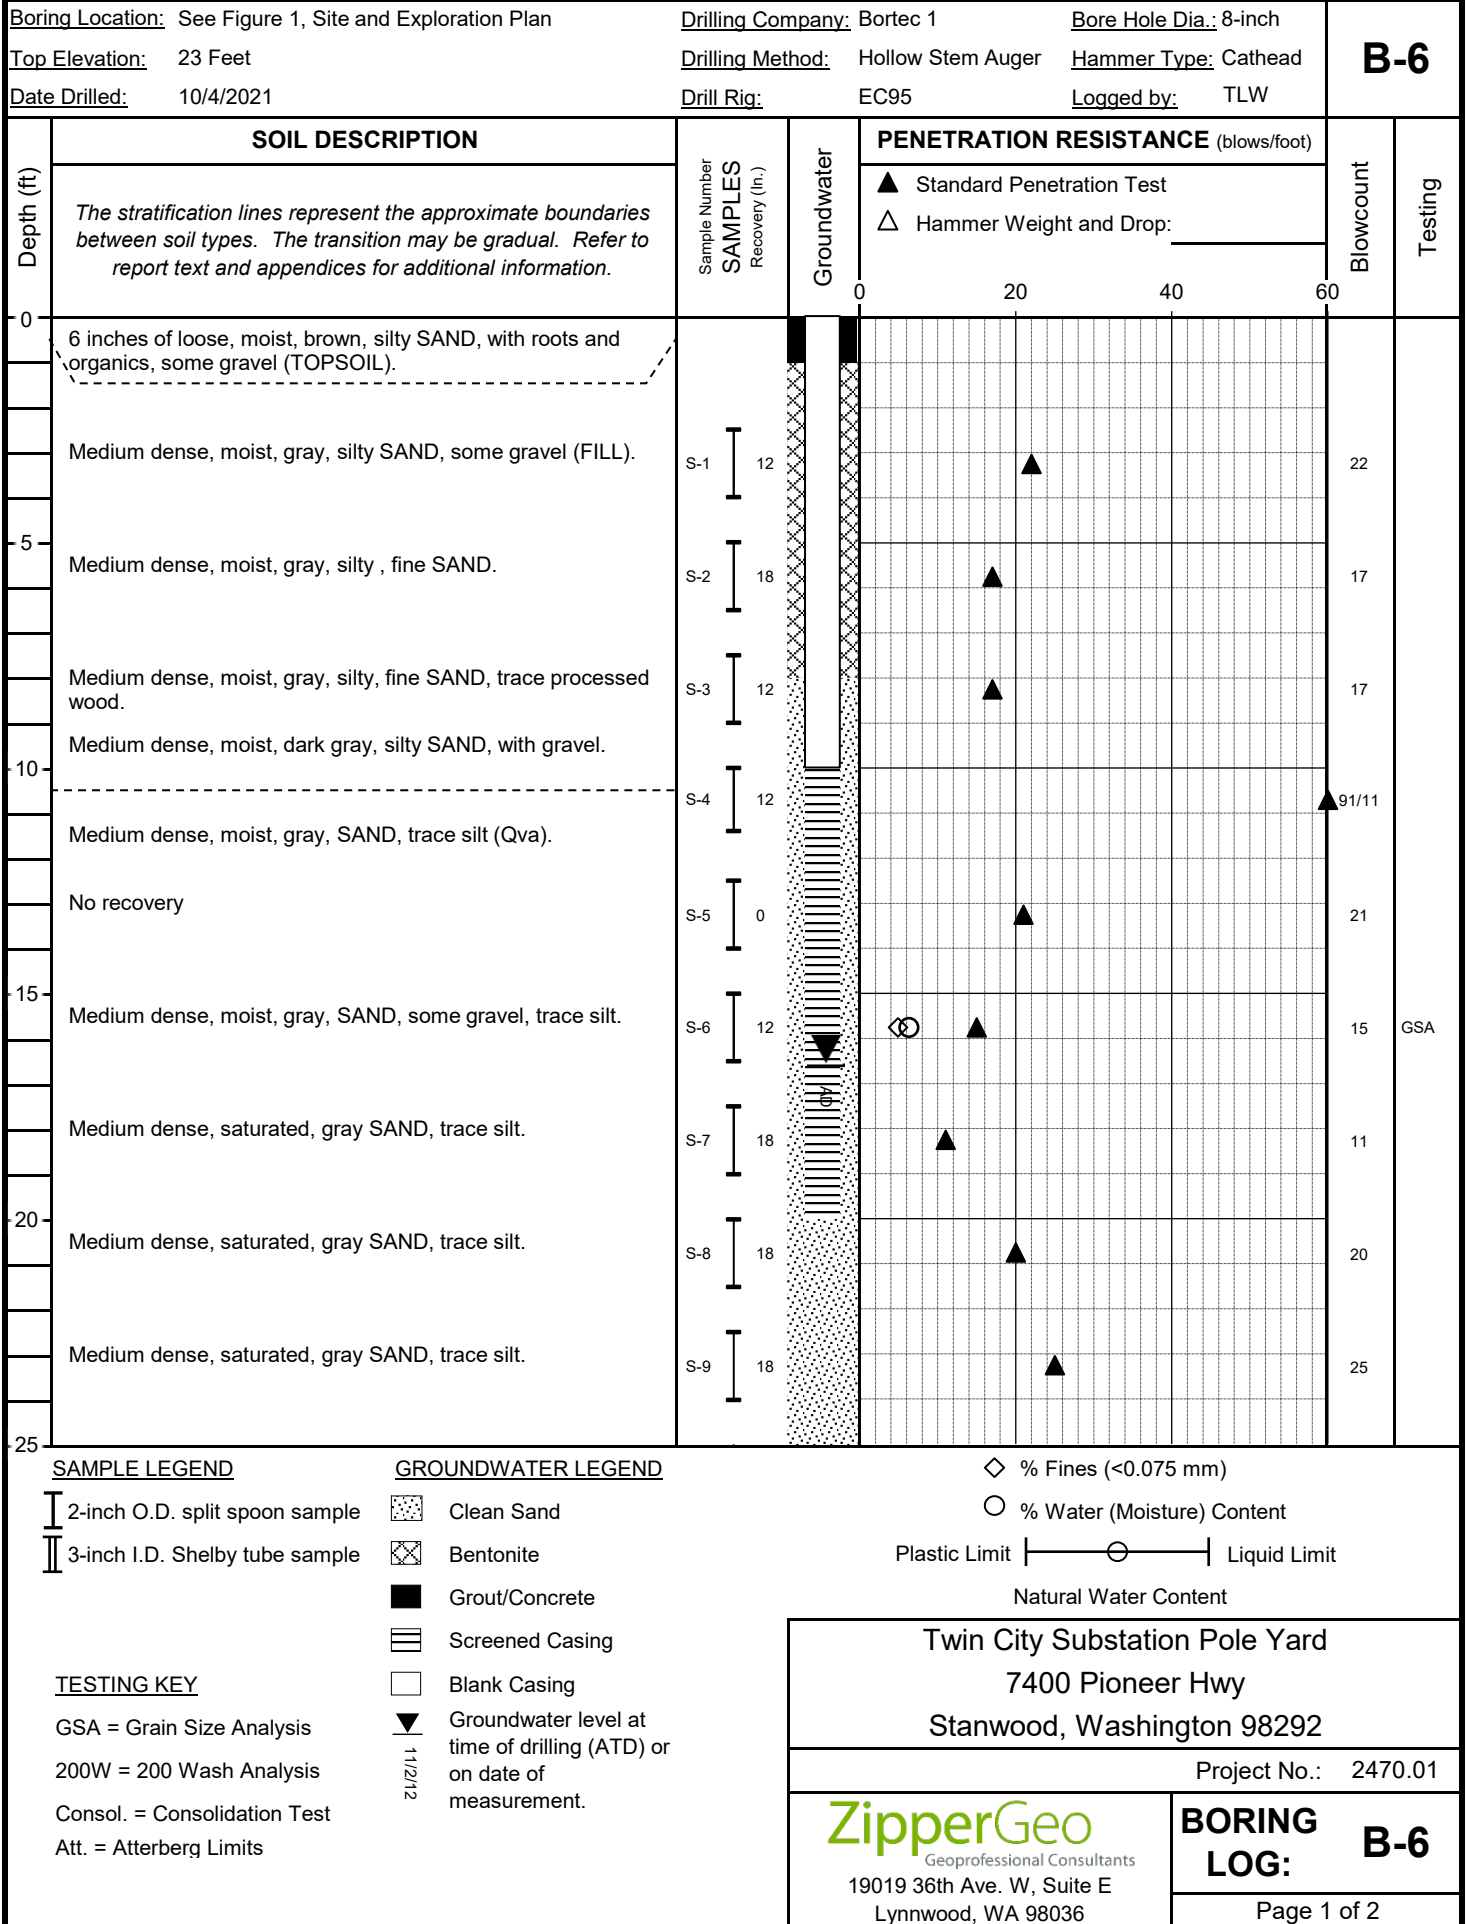 Boring Location: See Figure 1, Site and Exploration Plan
Drilling Company: Bortec 1
Bore Hole Dia.: 8-inch
Top Elevation: 23 Feet
Drilling Method: Hollow Stem Auger
Hammer Type: Cathead
Date Drilled: 10/4/2021
Drill Rig: EC95
Logged by: TLW
B-6
Depth (ft)
SOIL DESCRIPTION
The stratification lines represent the approximate boundaries
between soil types. The transition may be gradual. Refer to
report text and appendices for additional information.
Sample Number
SAMPLES
Recovery (In.)
Groundwater
PENETRATION RESISTANCE (blows/foot)
▲ Standard Penetration Test
△ Hammer Weight and Drop:
0 20 40 60
Blowcount
Testing
0
6 inches of loose, moist, brown, silty SAND, with roots and
organics, some gravel (TOPSOIL).
Medium dense, moist, gray, silty SAND, some gravel (FILL).
S-1 12 22
5
Medium dense, moist, gray, silty , fine SAND.
S-2 18 17
Medium dense, moist, gray, silty, fine SAND, trace processed
wood.
S-3 12 17
Medium dense, moist, dark gray, silty SAND, with gravel.
10
S-4 12 91/11
Medium dense, moist, gray, SAND, trace silt (Qva).
No recovery
S-5 0 21
15
Medium dense, moist, gray, SAND, some gravel, trace silt.
S-6 12 15 GSA
AD
Medium dense, saturated, gray SAND, trace silt.
S-7 18 11
20
Medium dense, saturated, gray SAND, trace silt.
S-8 18 20
Medium dense, saturated, gray SAND, trace silt.
S-9 18 25
25
SAMPLE LEGEND
2-inch O.D. split spoon sample
3-inch I.D. Shelby tube sample
TESTING KEY
GSA = Grain Size Analysis
200W = 200 Wash Analysis
Consol. = Consolidation Test
Att. = Atterberg Limits
GROUNDWATER LEGEND
Clean Sand
Bentonite
Grout/Concrete
Screened Casing
Blank Casing
11/2/12
Groundwater level at
time of drilling (ATD) or
on date of
measurement.
% Fines (<0.075 mm)
% Water (Moisture) Content
Plastic Limit Liquid Limit
Natural Water Content
Twin City Substation Pole Yard
7400 Pioneer Hwy
Stanwood, Washington 98292
Project No.: 2470.01
ZipperGeo
Geoprofessional Consultants
19019 36th Ave. W, Suite E
Lynnwood, WA 98036
BORING
LOG:
B-6
Page 1 of 2